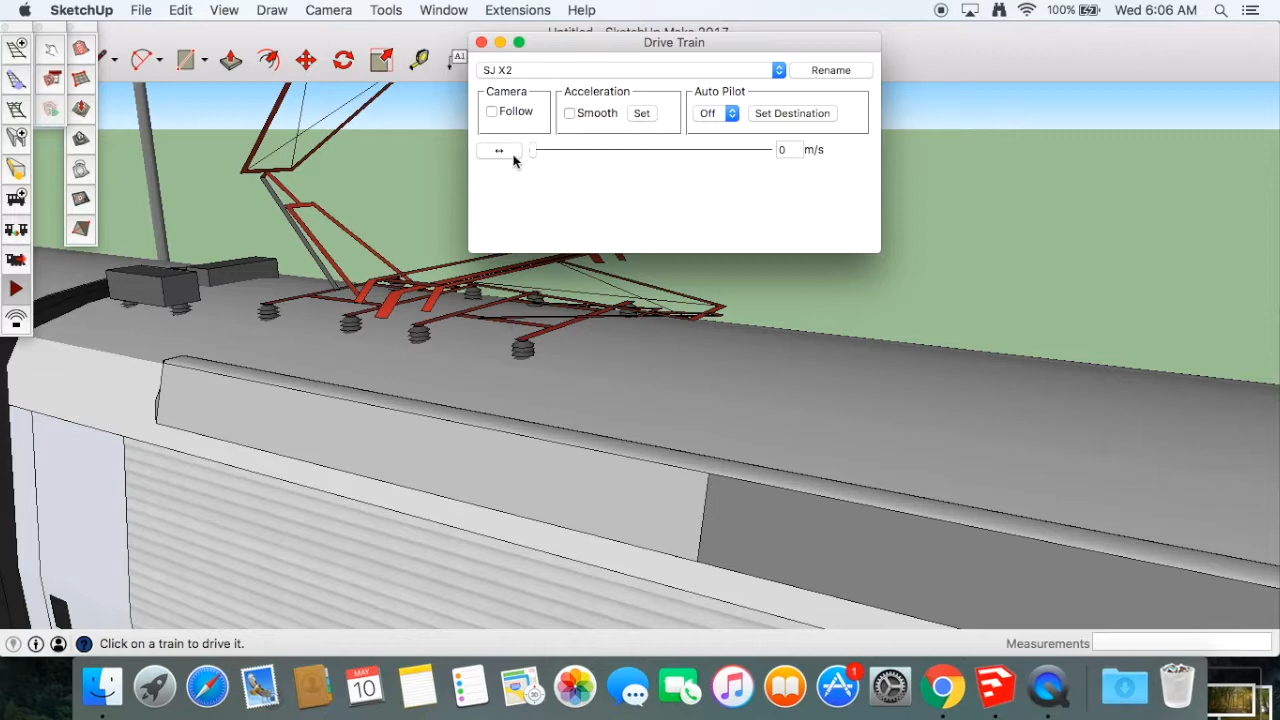 SketchUp File Edit View Draw Camera Tools Window Extensions Help 100% Wed 6:06 AM
Drive Train
SJ X2 Rename
Camera Acceleration Auto Pilot
Follow Smooth Set Off Set Destination
0 m/s
A1
Click on a train to drive it. Measurements
MAY
10
1